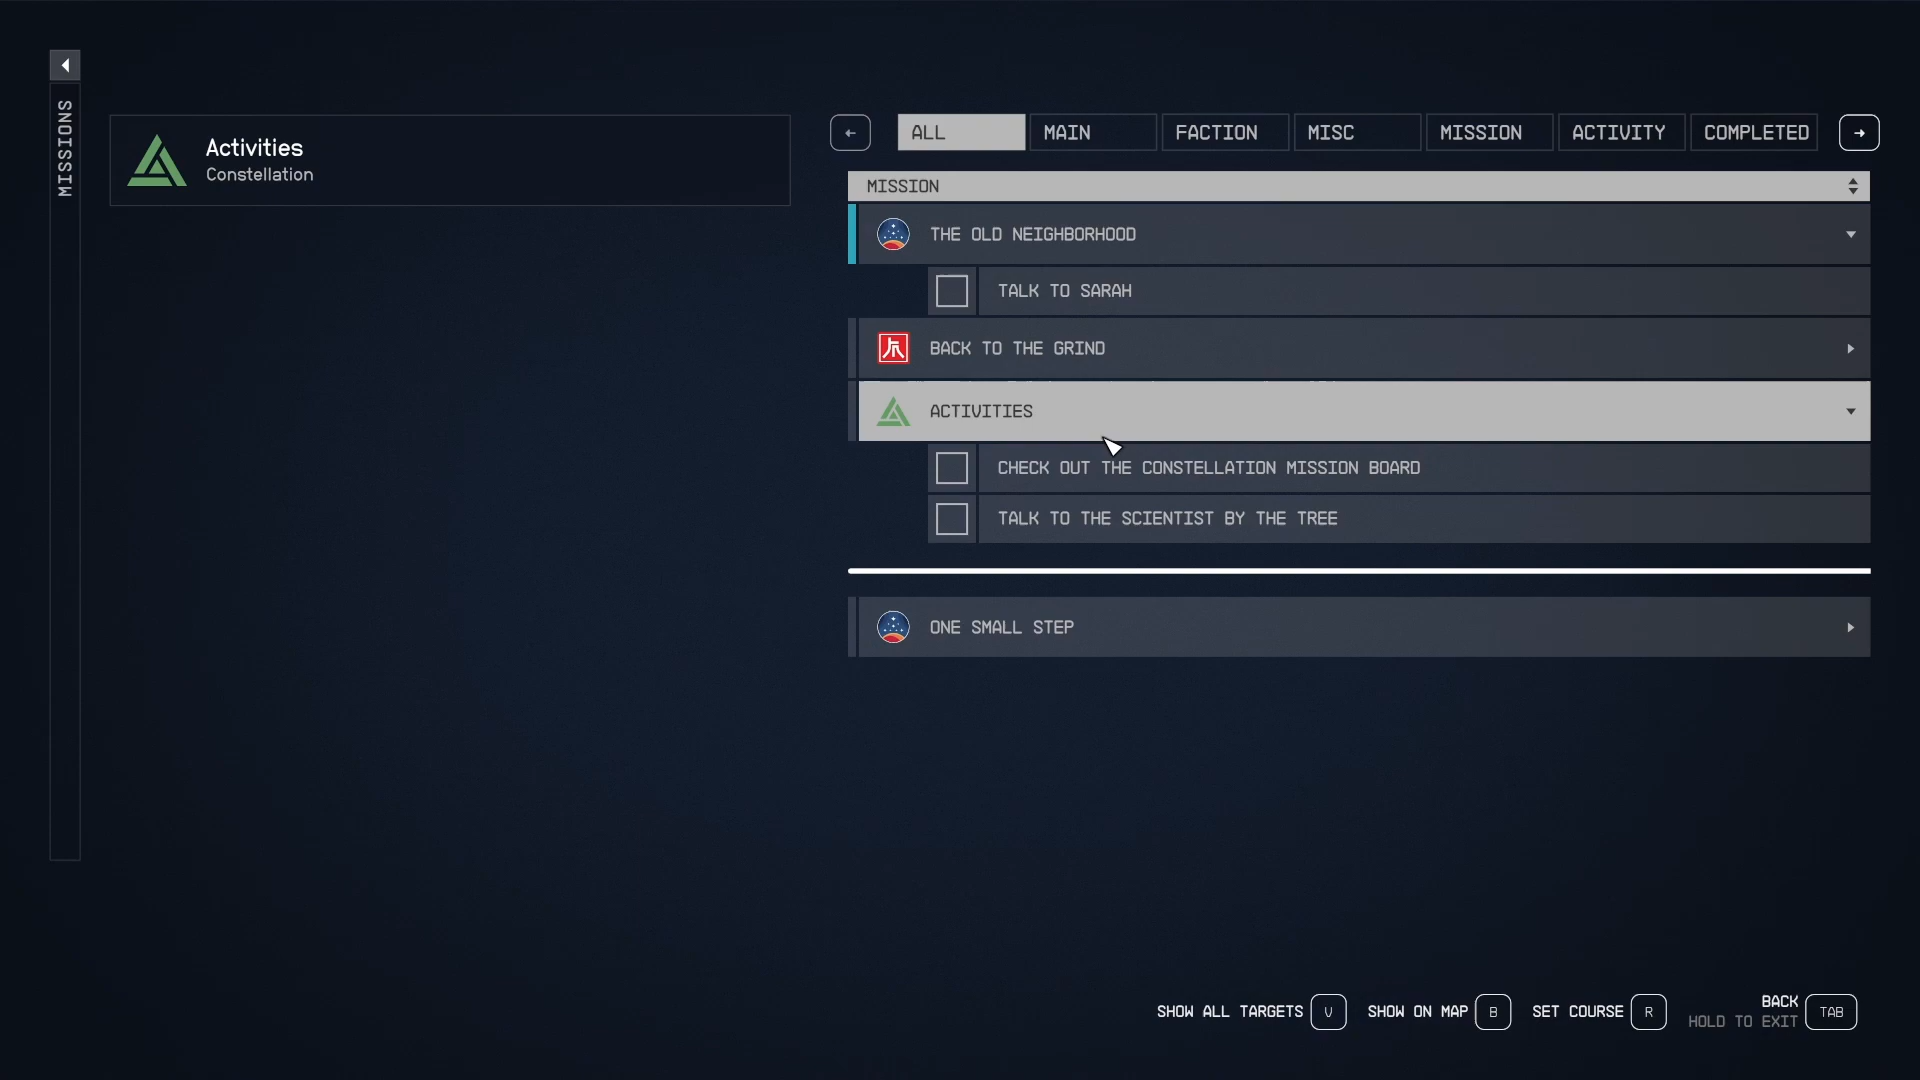 MISSIONS
Activities
Constellation
ALL
MAIN
FACTION
MISC
MISSION
ACTIVITY
COMPLETED
MISSION
THE OLD NEIGHBORHOOD
TALK TO SARAH
BACK TO THE GRIND
ACTIVITIES
CHECK OUT THE CONSTELLATION MISSION BOARD
TALK TO THE SCIENTIST BY THE TREE
ONE SMALL STEP
SHOW ALL TARGETS V
SHOW ON MAP B
SET COURSE R
BACK TAB
HOLD TO EXIT